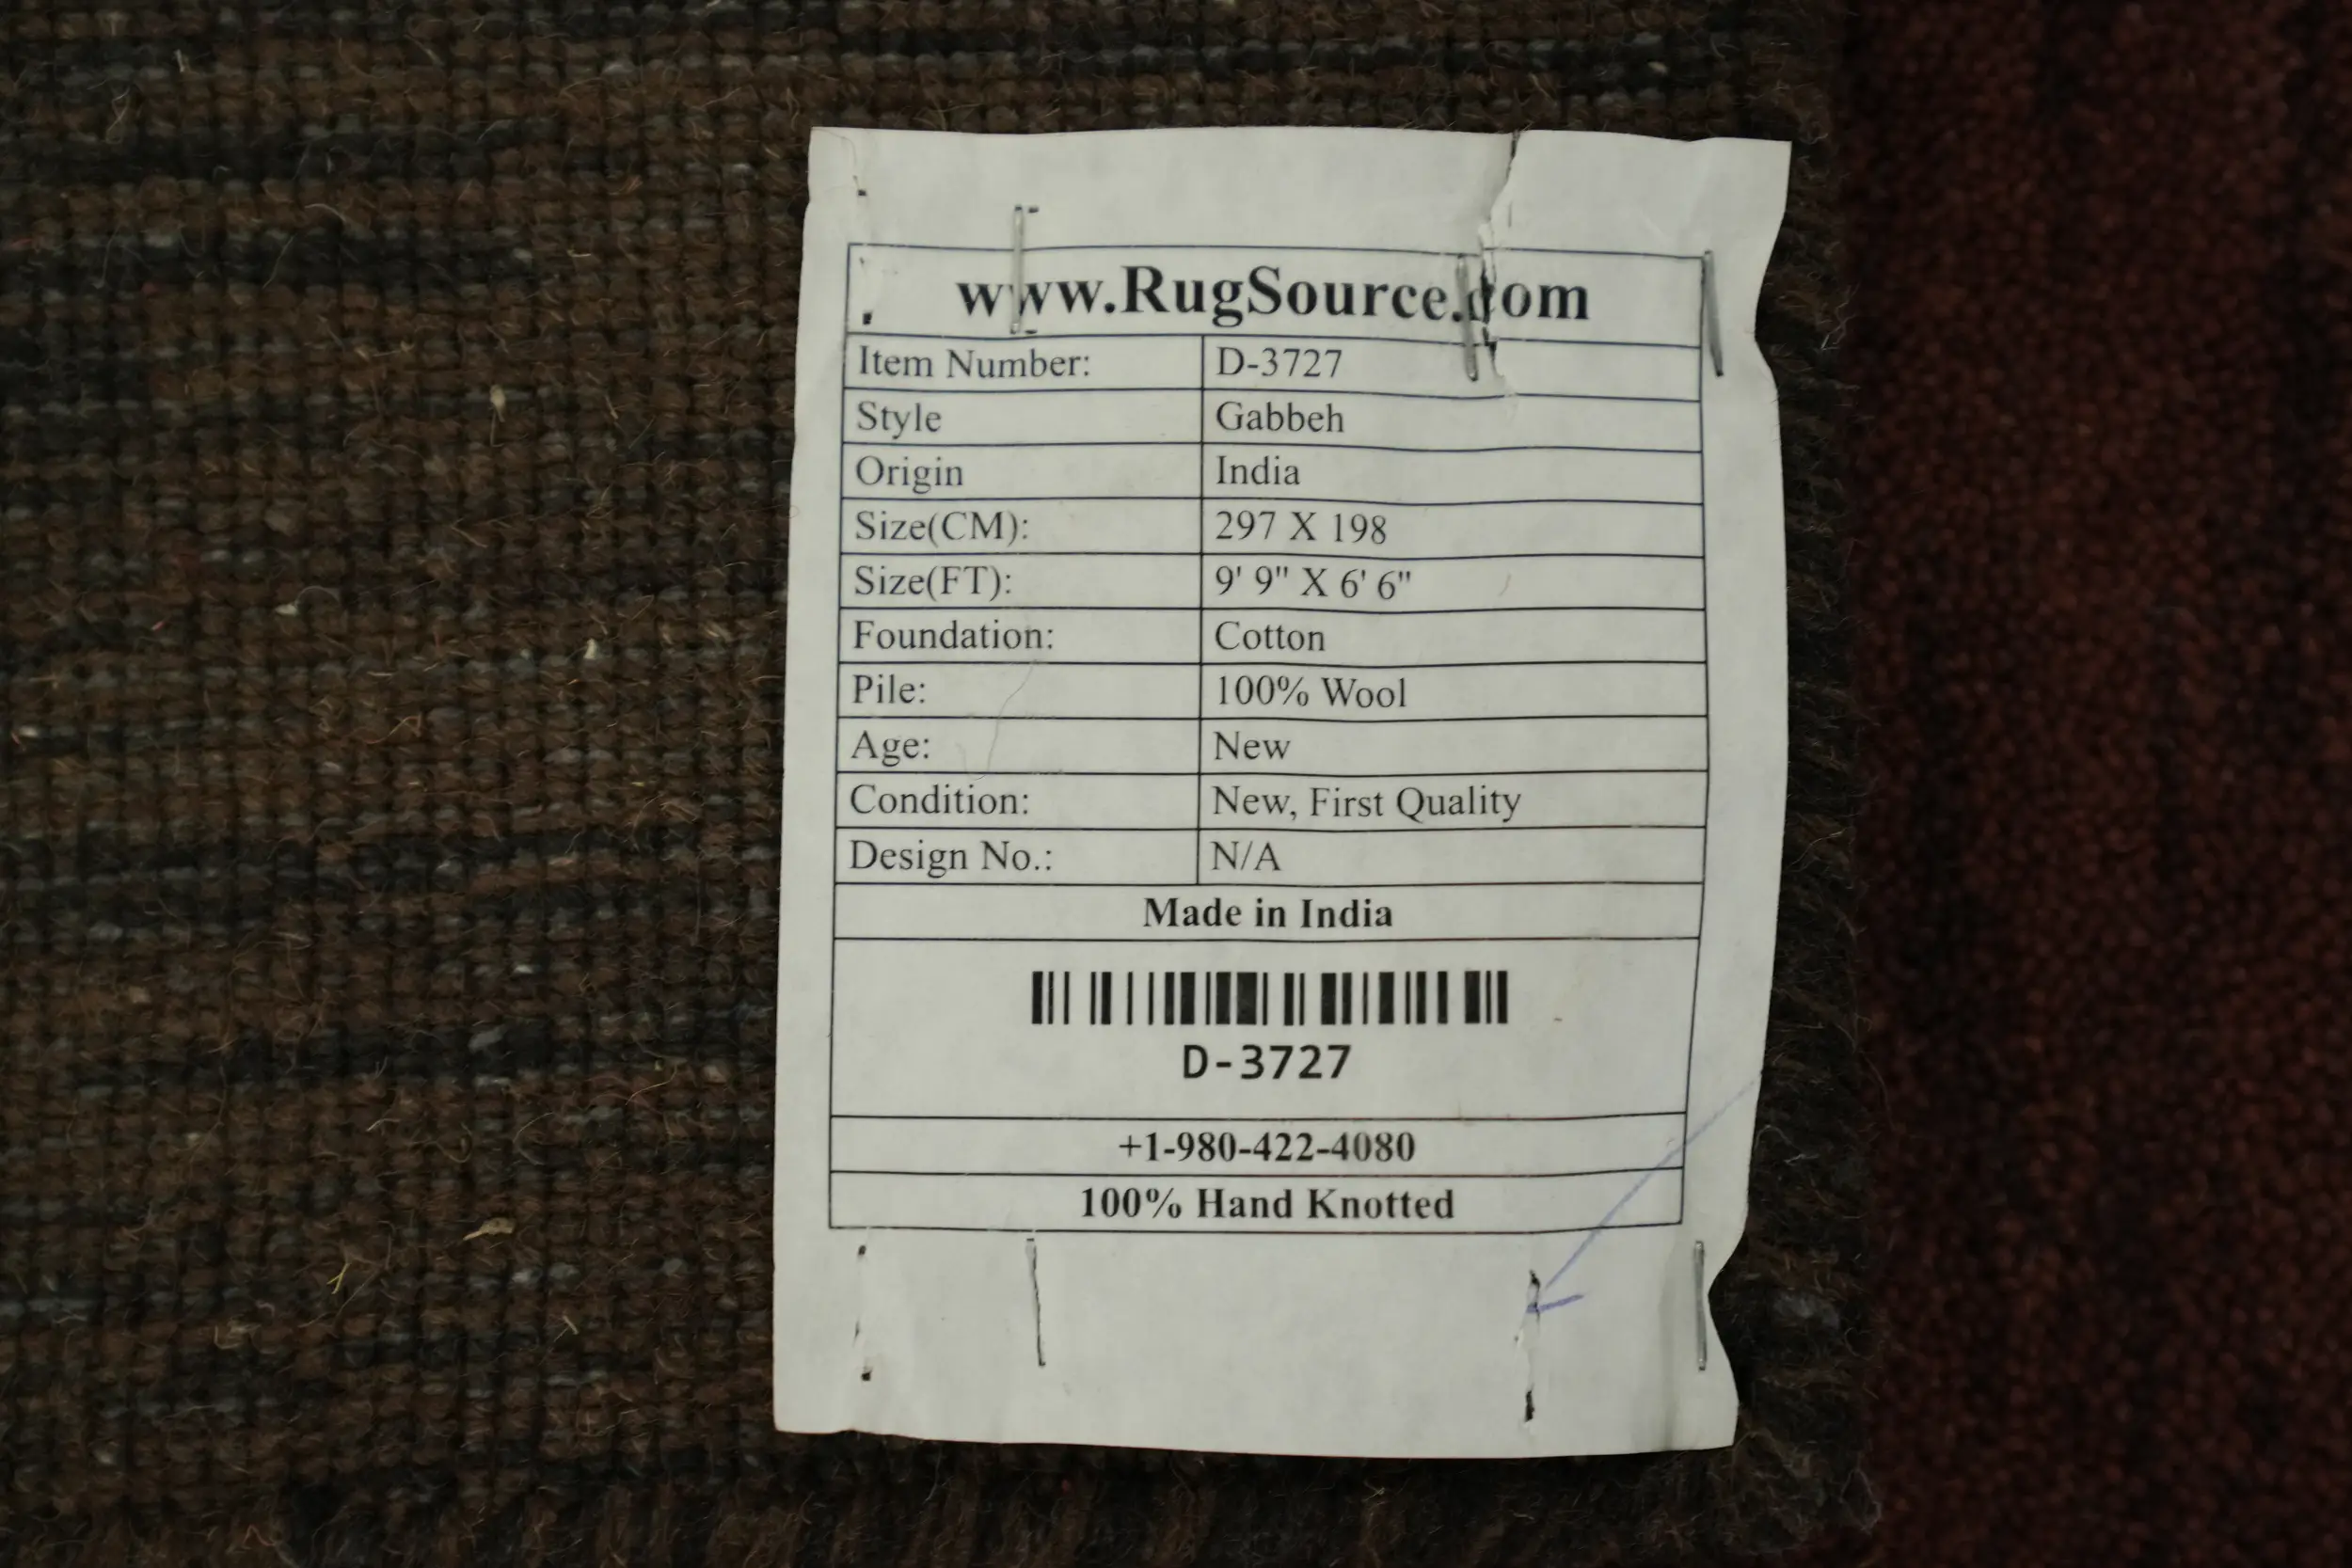 www.RugSource.com
Item Number: D-3727
Style Gabbeh
Origin India
Size(CM): 297 X 198
Size(FT): 9' 9" X 6' 6"
Foundation: Cotton
Pile: 100% Wool
Age: New
Condition: New, First Quality
Design No.: N/A
Made in India
D-3727
+1-980-422-4080
100% Hand Knotted